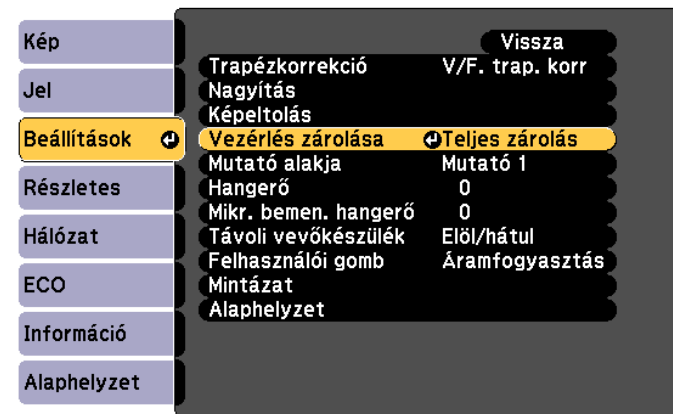 Kép
Jel
Beállítások
Részletes
Hálózat
ECO
Információ
Alaphelyzet
Vissza
Trapézkorrekció V/F. trap. korr
Nagyítás
Képeltolás
Vezérlés zárolása Teljes zárolás
Mutató alakja Mutató 1
Hangerő 0
Mikr. bemen. hangerő 0
Távoli vevőkészülék Elöl/hátul
Felhasználói gomb Áramfogyasztás
Mintázat
Alaphelyzet